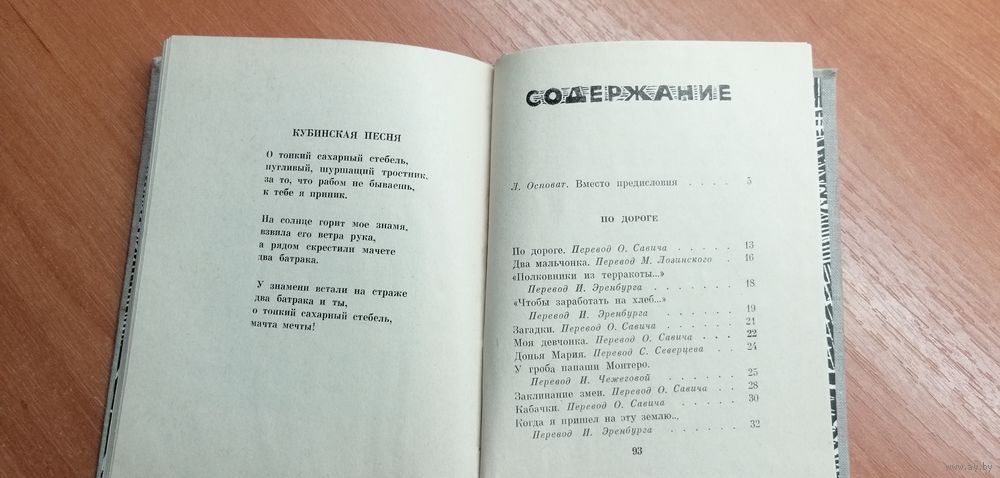 КУБИНСКАЯ ПЕСНЯ
О тонкий сахарный стебель,
пугливый, шуршащий тростник,
за то, что рабом не бываешь,
к тебе я приник.
На солнце горит мое знамя,
взвила его ветра рука,
а рядом скрестили мачете
два батрака.
У знамени встали на страже
два батрака и ты,
о тонкий сахарный стебель,
мачта мечты!
СОДЕРЖАНИЕ
Л. Осповат. Вместо предисловия . . . . 5
ПО ДОРОГЕ
По дороге. Перевод О. Савича . . . . . 13
Два мальчонка. Перевод М. Лозинского . 16
«Полковники из терракоты...»
Перевод И. Эренбурга . . . . . . . 18
«Чтобы заработать на хлеб...»
Перевод И. Эренбурга . . . . . . . 19
Загадки. Перевод О. Савича . . . . . . 21
Моя девчонка. Перевод О. Савича . . . 22
Донья Мария. Перевод С. Северцева . . 24
У гроба папаши Монтеро.
Перевод И. Чежеговой . . . . . . . 25
Заклинание змеи. Перевод О. Савича . . 28
Кабачки. Перевод О. Савича . . . . . . 30
Когда я пришел на эту землю...
Перевод И. Эренбурга . . . . . . . 32
93
www.ay.by